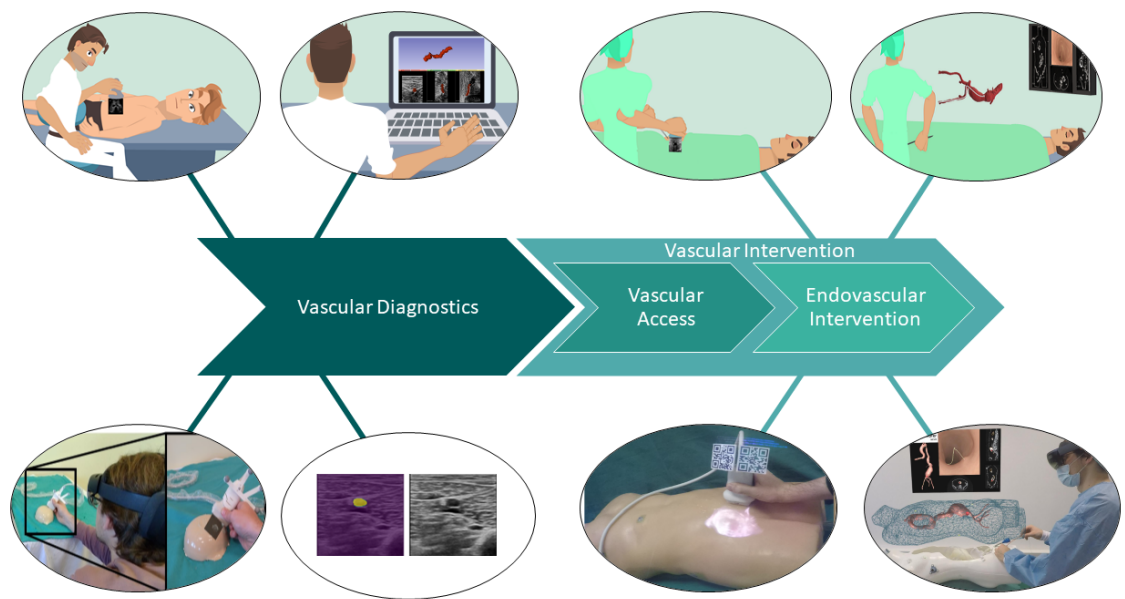 Vascular Intervention
Vascular Diagnostics
Vascular
Access
Endovascular
Intervention